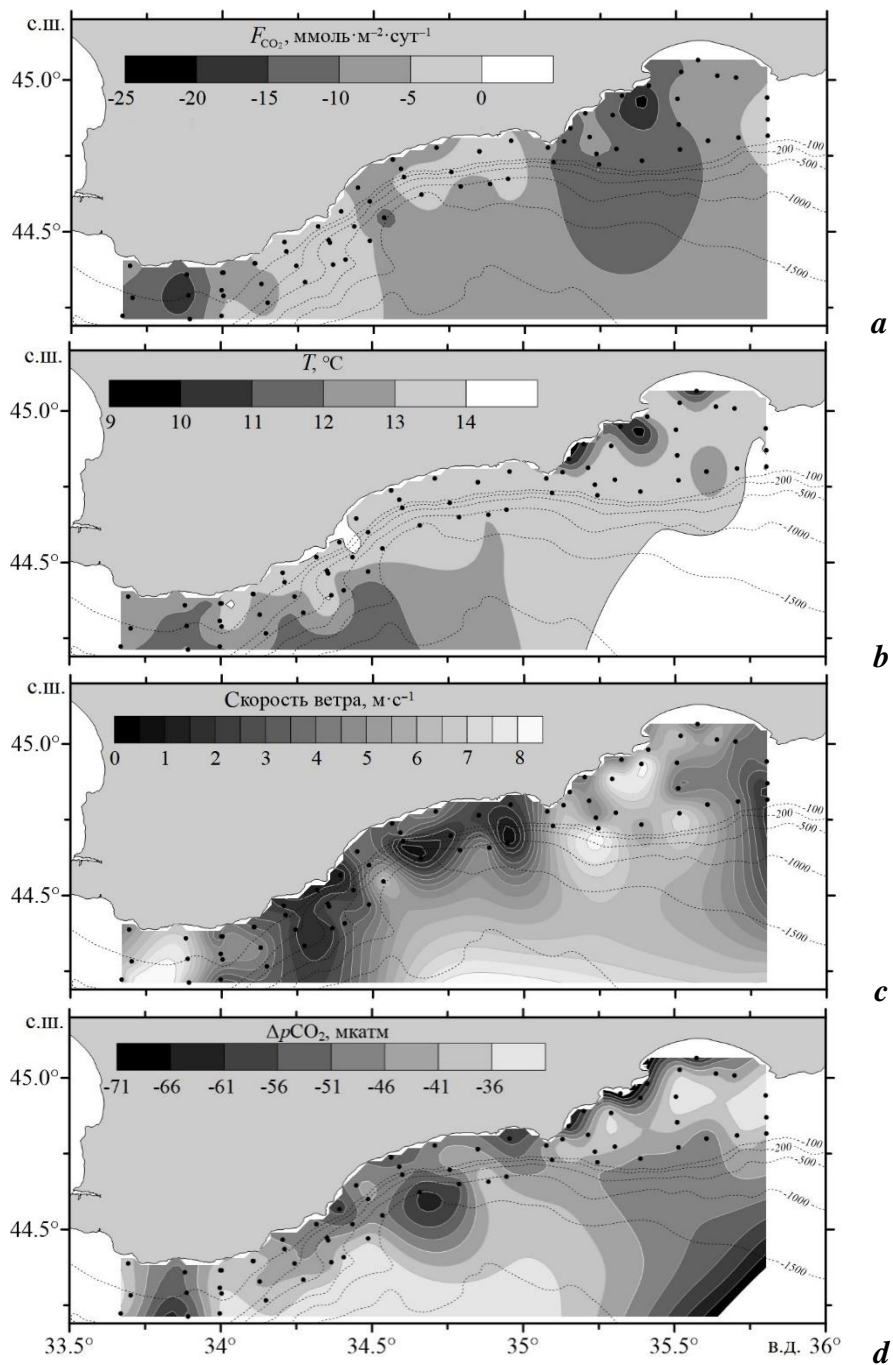 с.ш.
F_CO₂, ммоль·м⁻²·сут⁻¹
45.0°
-25 -20 -15 -10 -5 0
-100
-200
-500
-1000
44.5°
-1500
a
с.ш.
T, °C
45.0°
9 10 11 12 13 14
-100
-200
-500
-1000
44.5°
-1500
b
с.ш.
Скорость ветра, м·с⁻¹
45.0°
0 1 2 3 4 5 6 7 8
-100
-200
-500
-1000
44.5°
-1500
c
с.ш.
ΔpCO₂, мкатм
45.0°
-71 -66 -61 -56 -51 -46 -41 -36
-100
-200
-500
-1000
44.5°
-1500
33.5° 34° 34.5° 35° 35.5° в.д. 36°
d